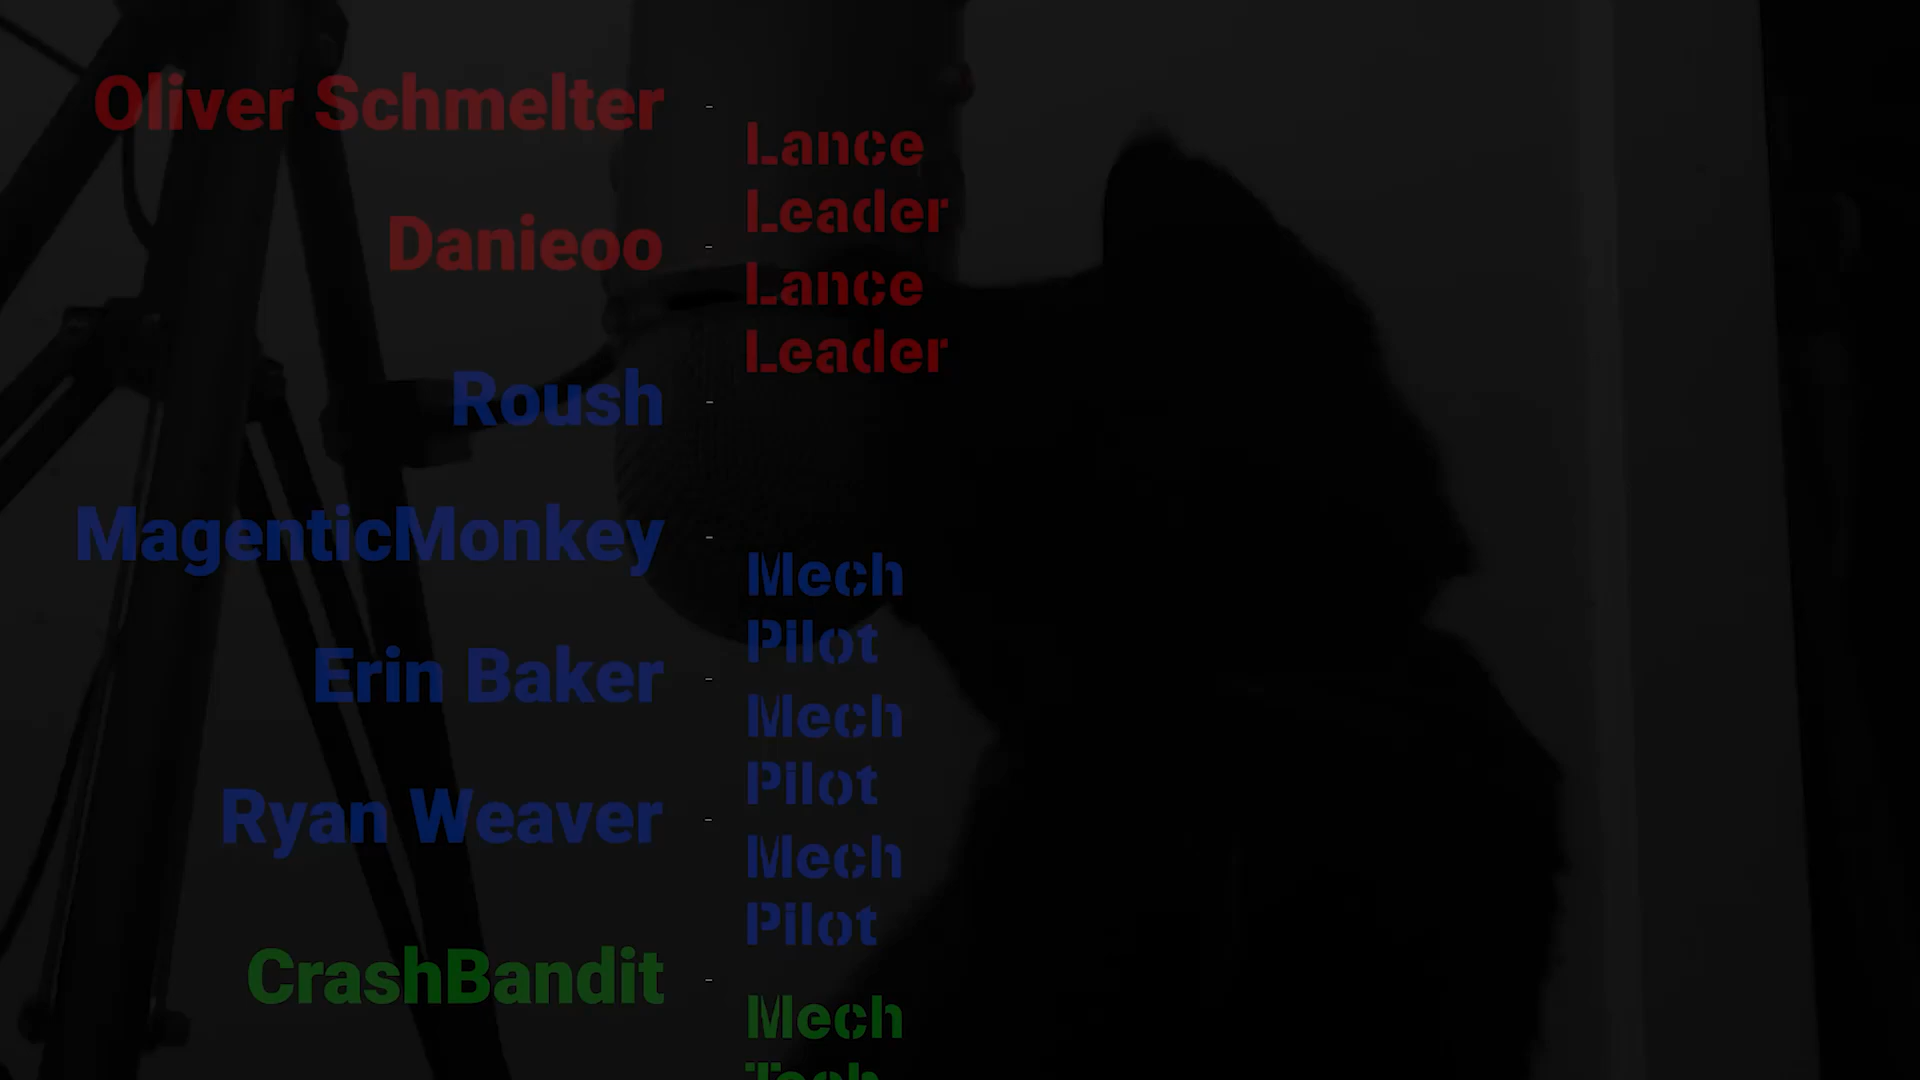 Oliver Schmelter -
Lance
Leader
Danieoo -
Lance
Leader
Roush -
MagenticMonkey -
Mech
Pilot
Erin Baker -
Mech
Pilot
Ryan Weaver -
Mech
Pilot
CrashBandit -
Mech
Tech